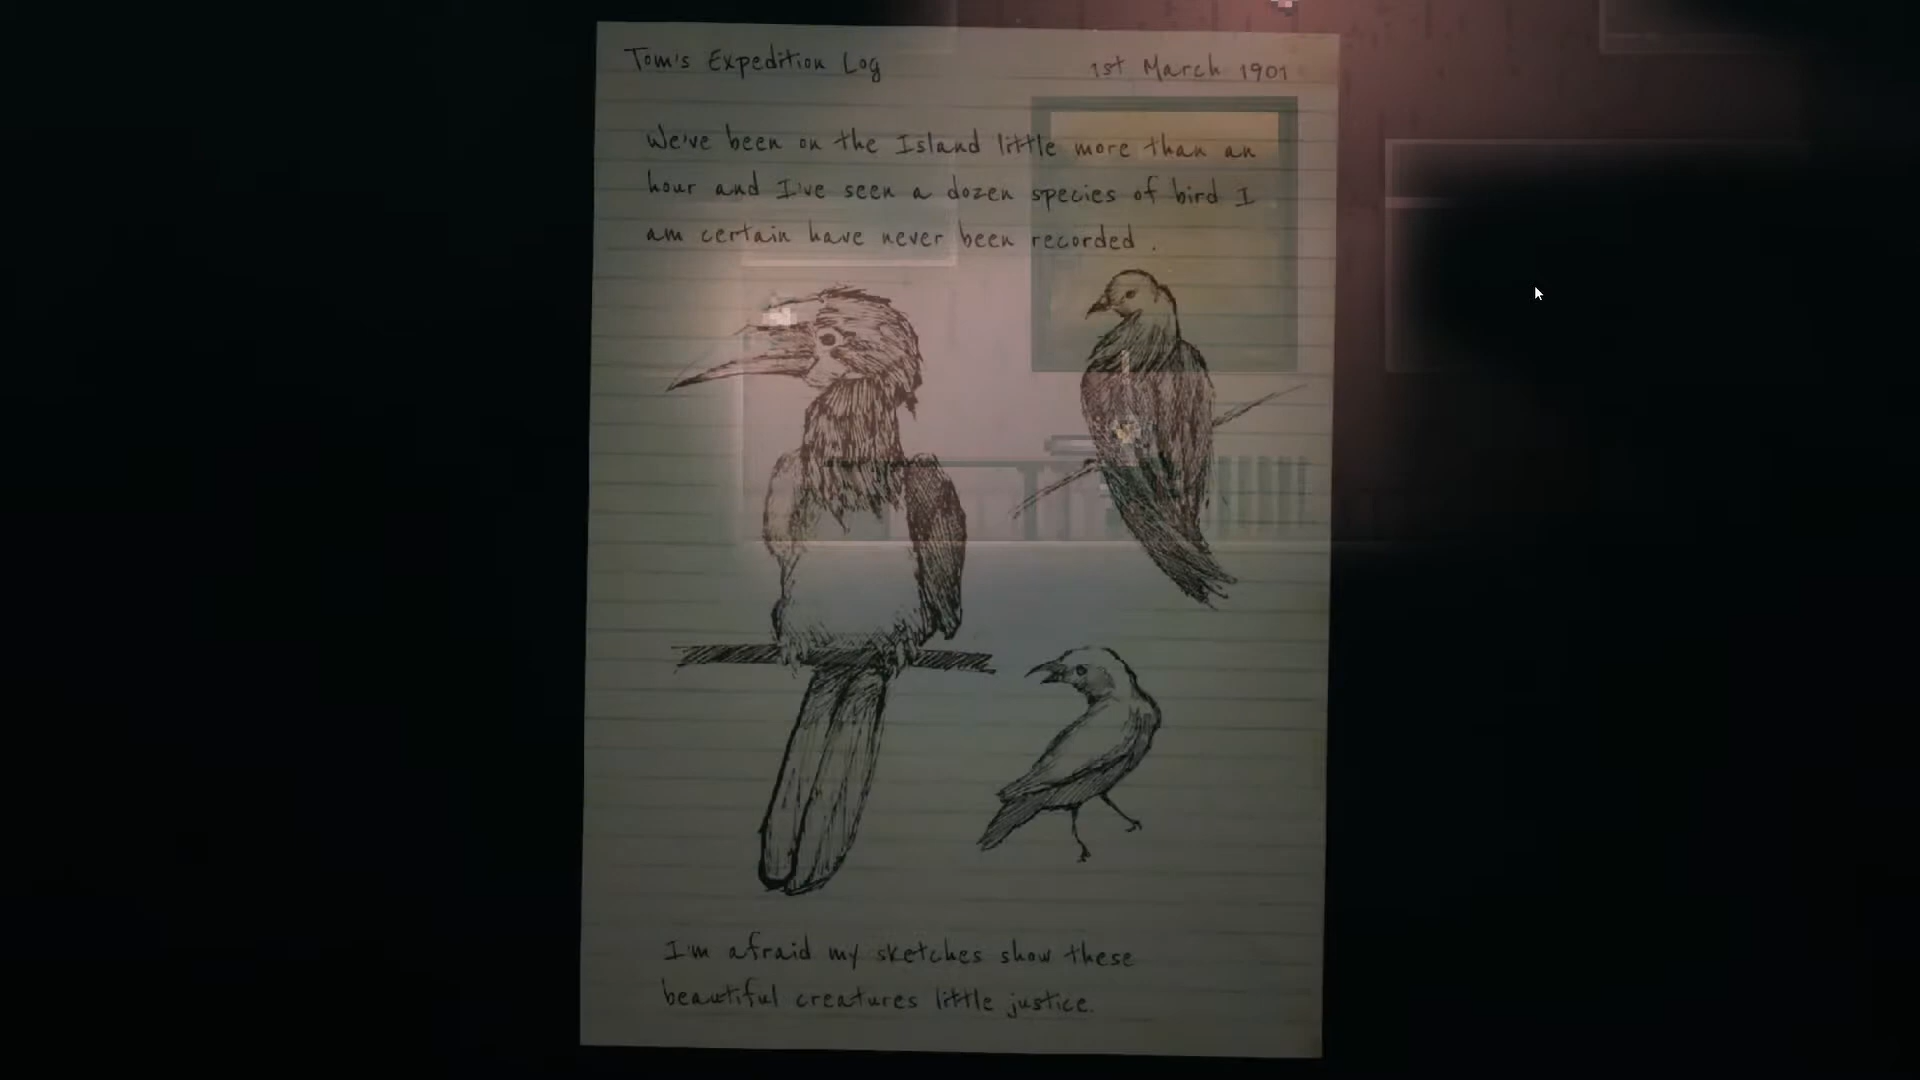 Tom's Expedition Log
1st March 1901
We've been on the Island little more than an
hour and I've seen a dozen species of bird I
am certain have never been recorded.
I'm afraid my sketches show these
beautiful creatures little justice.